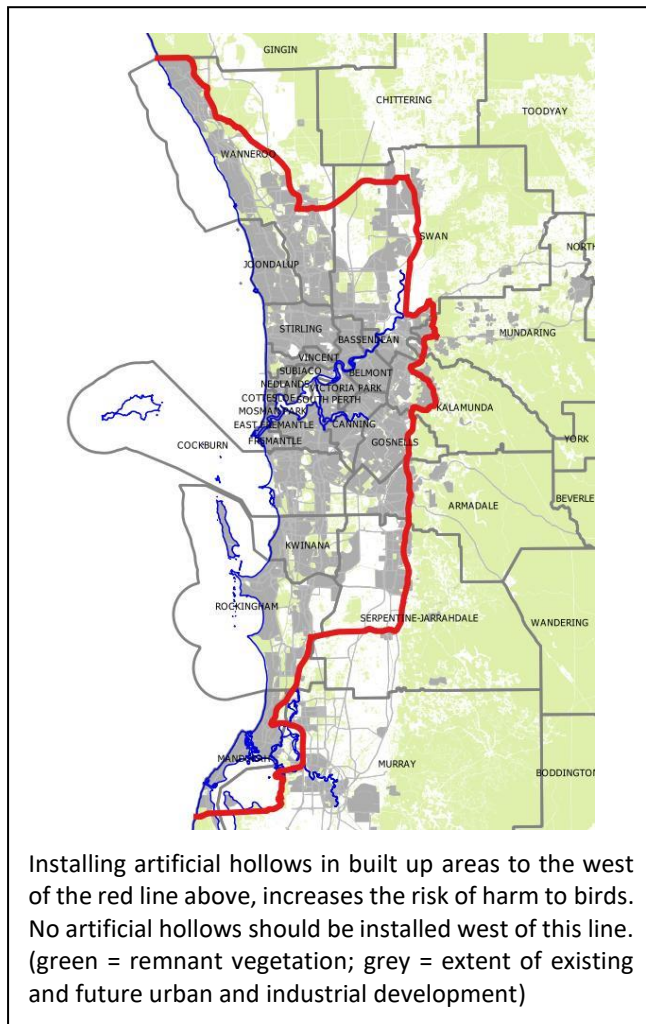 GINGIN
CHITTERING
TOODYAY
WANNEROO
SWAN
NORTH
JOONDALUP
STIRLING
BASSENDEAN
MUNDARING
VINCENT
SUBIACO
BELMONT
NEDLANDS
VICTORIA PARK
COTTESLOE
SOUTH PERTH
MOSMAN PARK
KALAMUNDA
EAST FREMANTLE
CANNING
COCKBURN
FREMANTLE
GOSNELLS
YORK
BEVERLE
ARMADALE
KWINANA
ROCKINGHAM
SERPENTINE-JARRAHDALE
WANDERING
MANDURAH
MURRAY
BODDINGTON
Installing artificial hollows in built up areas to the west
of the red line above, increases the risk of harm to birds.
No artificial hollows should be installed west of this line.
(green = remnant vegetation; grey = extent of existing
and future urban and industrial development)